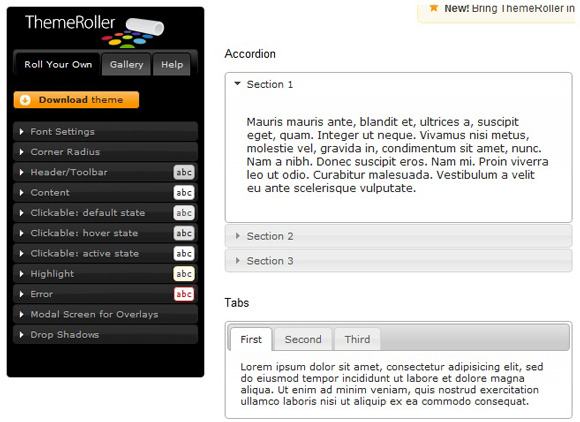 ThemeRoller
Roll Your Own Gallery Help
Download theme
Font Settings
Corner Radius
Header/Toolbar abc
Content abc
Clickable: default state abc
Clickable: hover state abc
Clickable: active state abc
Highlight abc
Error abc
Modal Screen for Overlays
Drop Shadows
New! Bring ThemeRoller in
Accordion
Section 1
Mauris mauris ante, blandit et, ultrices a, suscipit
eget, quam. Integer ut neque. Vivamus nisi metus,
molestie vel, gravida in, condimentum sit amet, nunc.
Nam a nibh. Donec suscipit eros. Nam mi. Proin viverra
leo ut odio. Curabitur malesuada. Vestibulum a velit
eu ante scelerisque vulputate.
Section 2
Section 3
Tabs
First Second Third
Lorem ipsum dolor sit amet, consectetur adipisicing elit, sed
do eiusmod tempor incididunt ut labore et dolore magna
aliqua. Ut enim ad minim veniam, quis nostrud exercitation
ullamco laboris nisi ut aliquip ex ea commodo consequat.